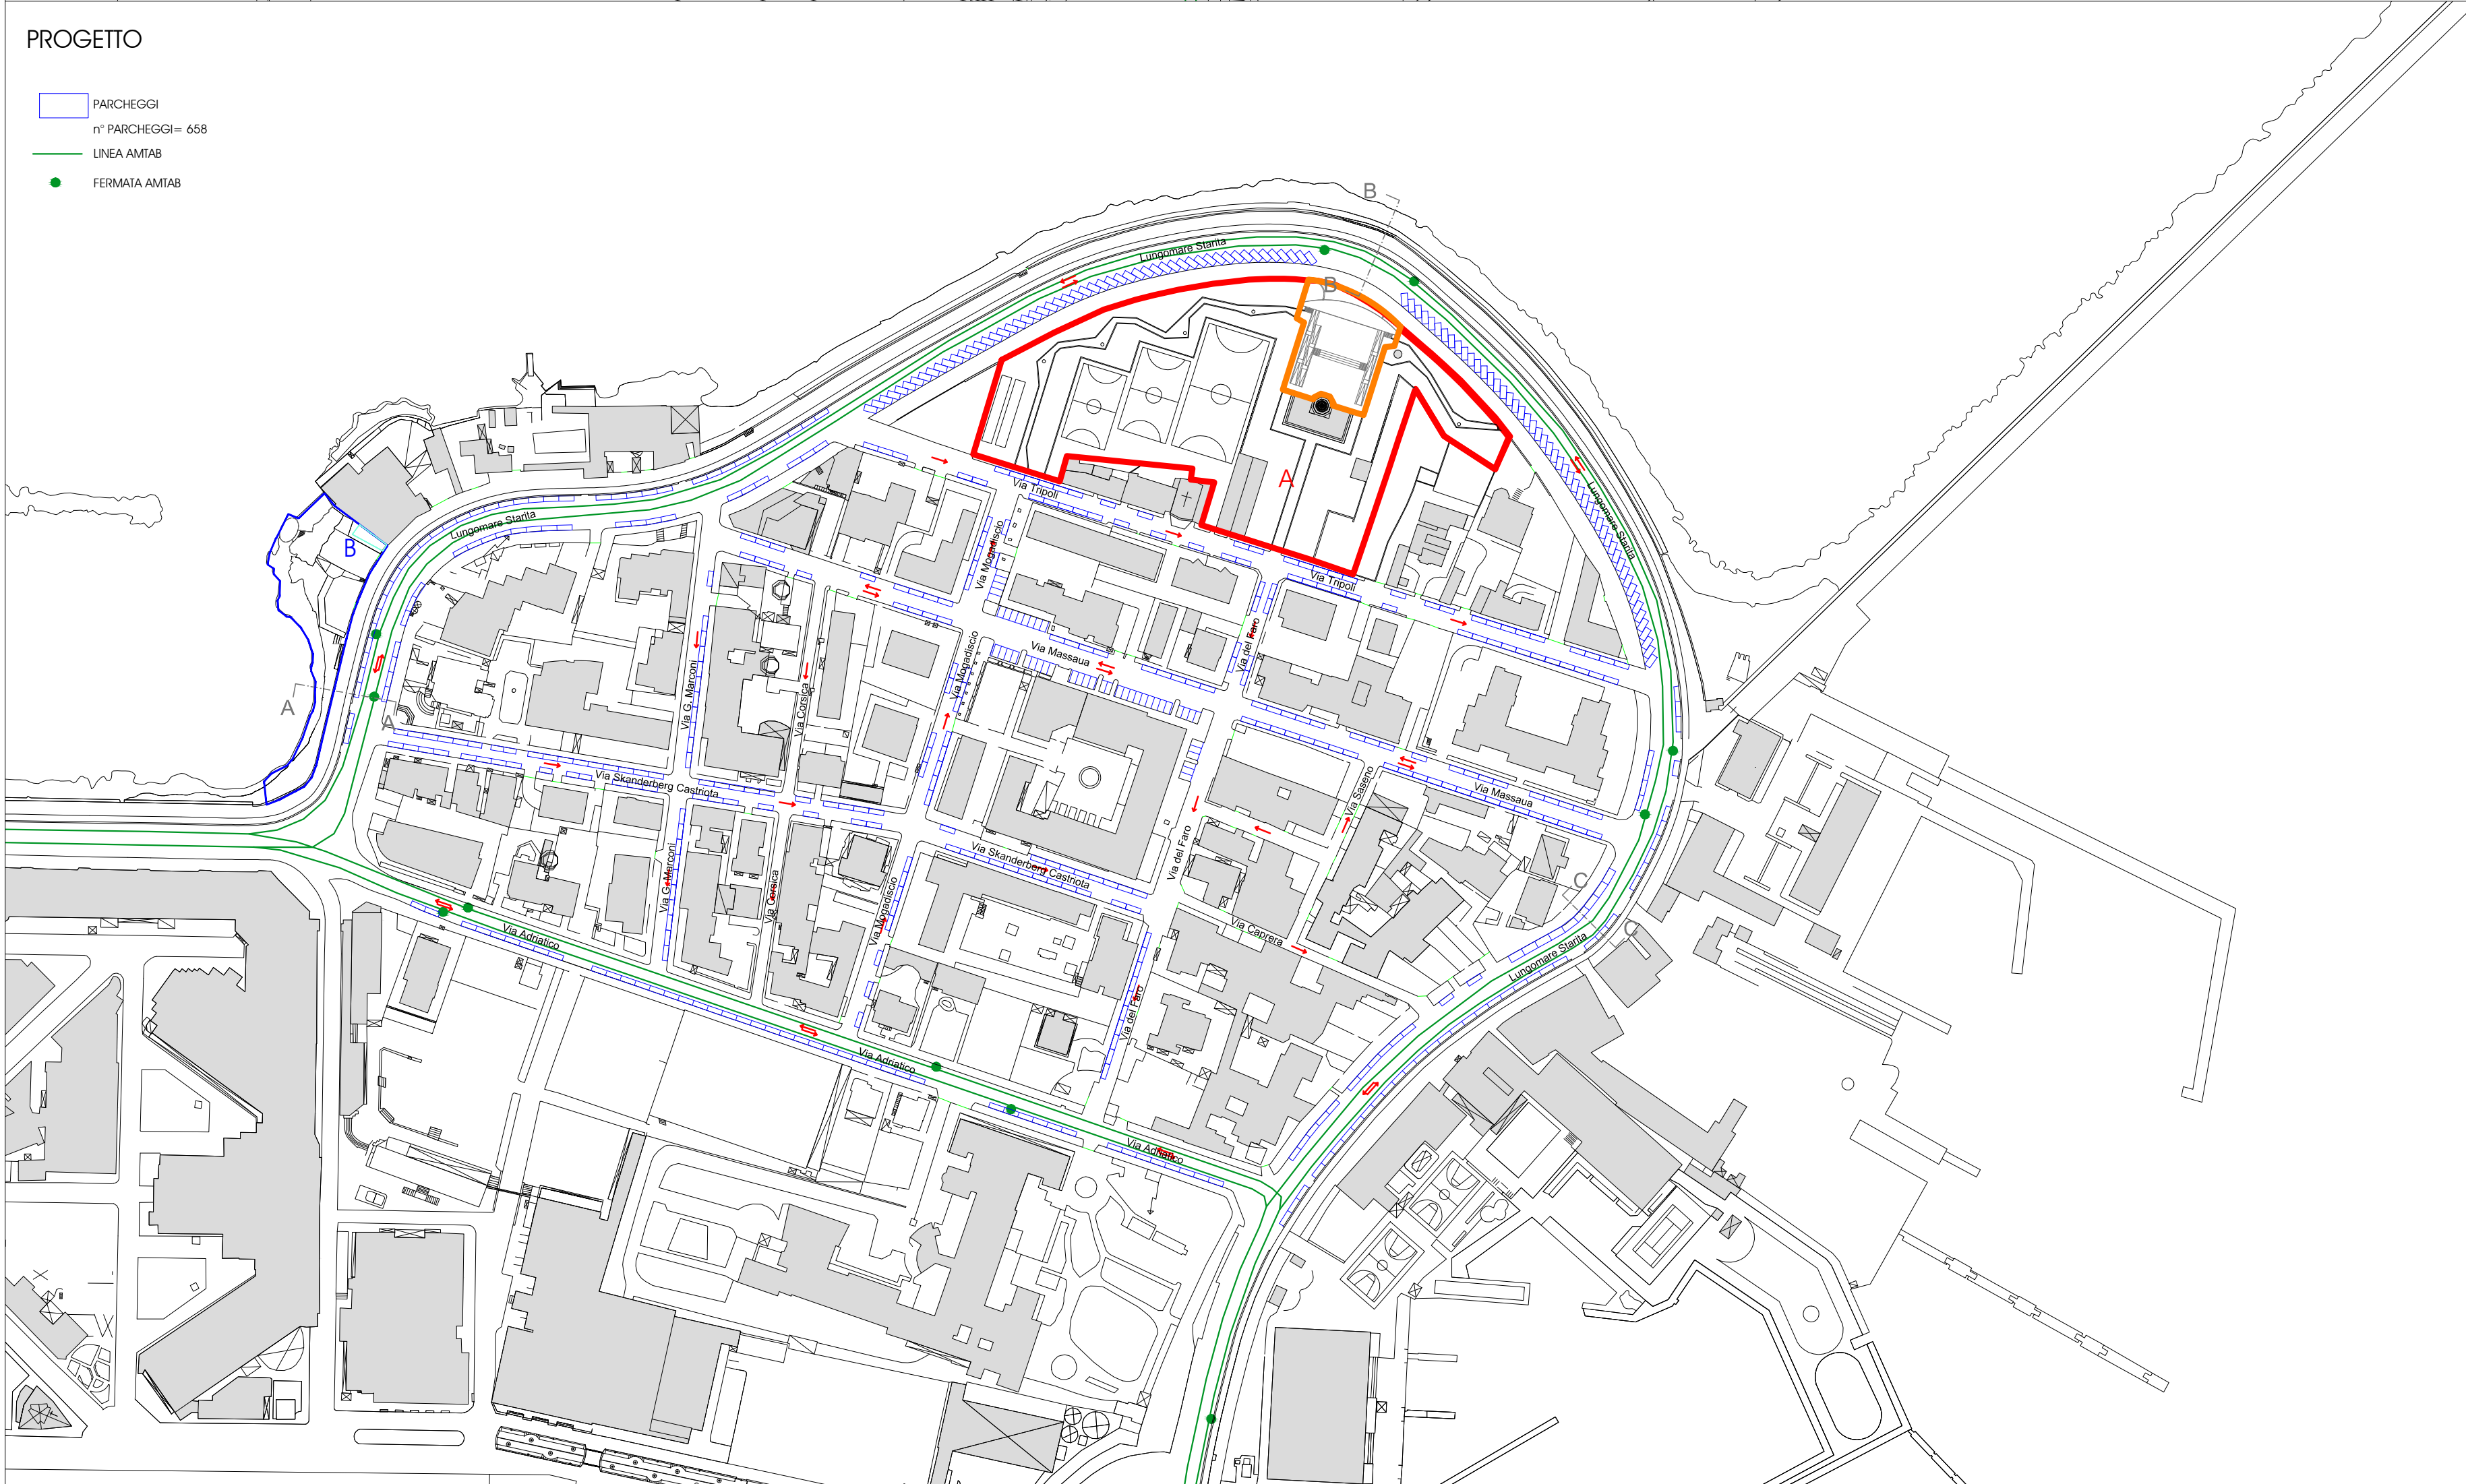 PROGETTO
PARCHEGGI
n° PARCHEGGI= 658
LINEA AMTAB
FERMATA AMTAB
B
Lungomare Starita
B
A
Via Tripoli
Lungomare Starita
Lungomare Starita
B
Via Mogadiscio
Via Tripoli
Via del Faro
Via Massaua
Via Mogadiscio
Via G. Marconi
Via Corsica
A
A
Via Skanderberg Castriota
Via Saseno
Via Massaua
Via Skanderberg Castriota
Via del Faro
Via G. Marconi
Via Corsica
Via Mogadiscio
C
C
Via Caprera
Via Adriatico
Lungomare Starita
Via del Faro
Via Adriatico
Via Adriatico